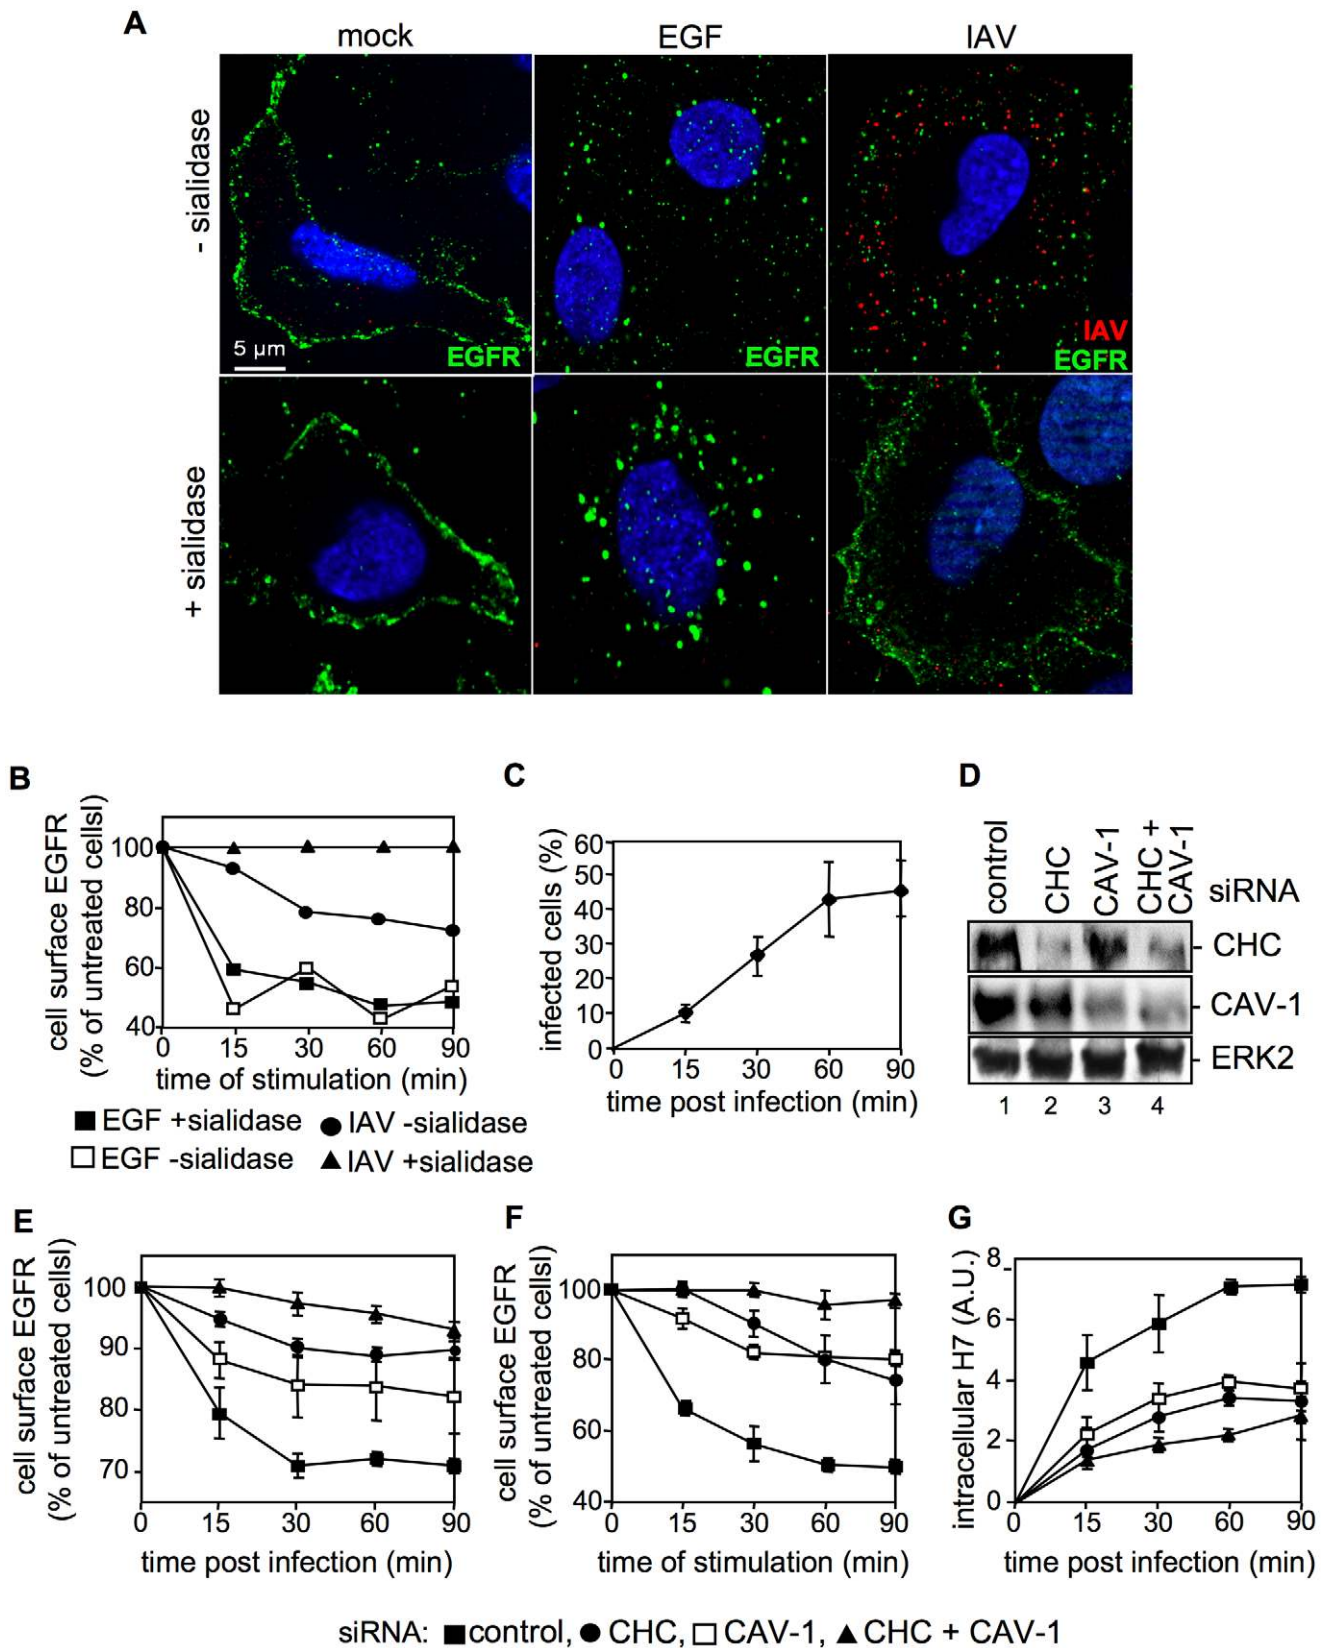 A
mock
EGF
IAV
- sialidase
5 µm
EGFR
EGFR
IAV
EGFR
+ sialidase
B
cell surface EGFR
(% of untreated cellsl)
100
80
60
40
0 15 30 60 90
time of stimulation (min)
EGF +sialidase
IAV -sialidase
EGF -sialidase
IAV +sialidase
C
infected cells (%)
60
50
40
30
20
10
0
0 15 30 60 90
time post infection (min)
D
control
CHC
CAV-1
CHC +
CAV-1
siRNA
CHC
CAV-1
ERK2
1 2 3 4
E
cell surface EGFR
(% of untreated cellsl)
100
90
80
70
0 15 30 60 90
time post infection (min)
F
cell surface EGFR
(% of untreated cellsl)
100
80
60
40
0 15 30 60 90
time of stimulation (min)
G
intracellular H7 (A.U.)
8
6
4
2
0
0 15 30 60 90
time post infection (min)
siRNA: control, CHC, CAV-1, CHC + CAV-1